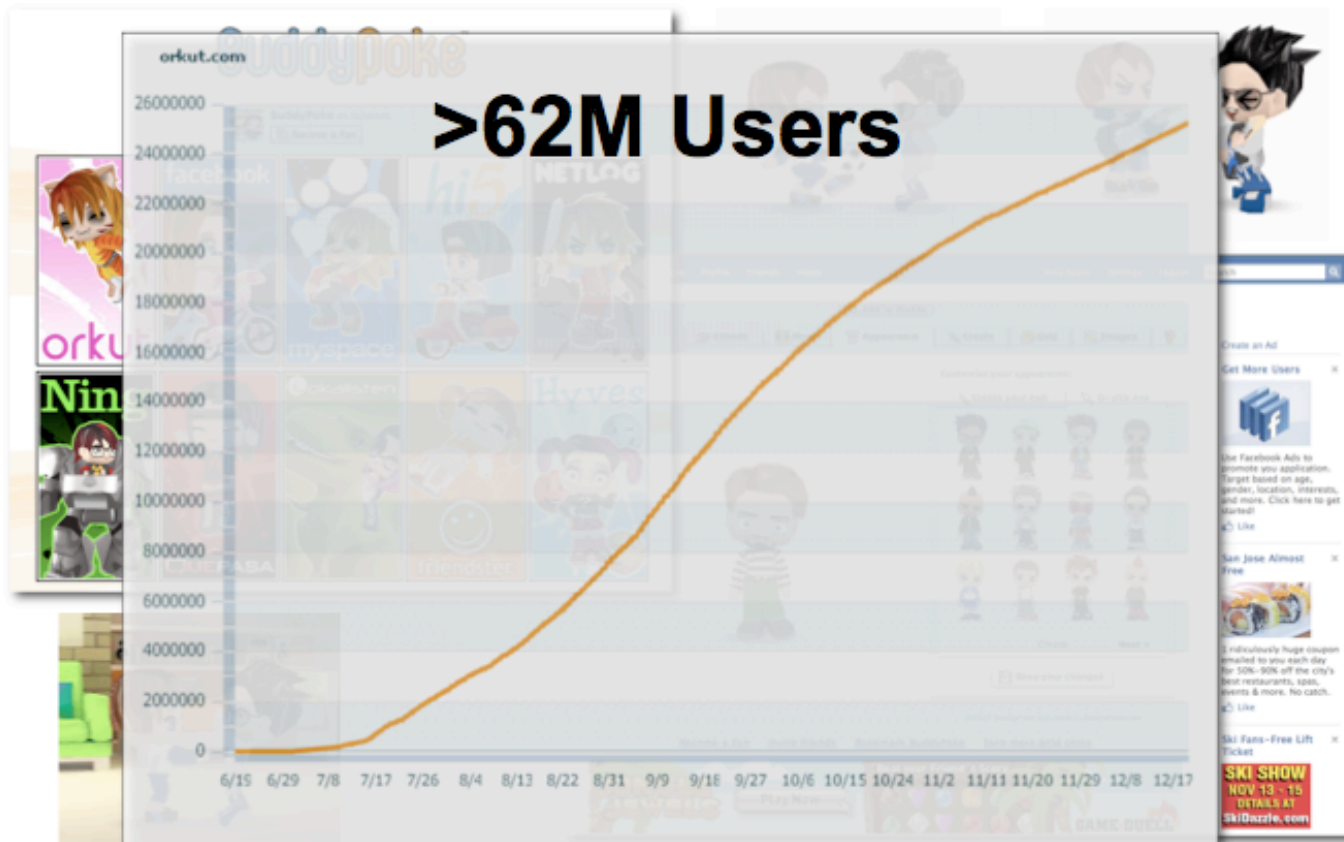 BuddyPoke
orkut.com
>62M Users
26000000
24000000
22000000
20000000
18000000
16000000
14000000
12000000
10000000
8000000
6000000
4000000
2000000
0
6/19 6/29 7/8 7/17 7/26 8/4 8/13 8/22 8/31 9/9 9/18 9/27 10/6 10/15 10/24 11/2 11/11 11/20 11/29 12/8 12/17
facebook
hi5
NETLOG
orkut
myspace
Ning
friendster
Hyves
Appearance
Play Now
GAME DUELL
Create an Ad
Get More Users
Use Facebook Ads to
promote you application.
Target based on age,
gender, location, interests,
and more. Click here to get
started!
Like
San Jose Almost
Free
1 ridiculously huge coupon
emailed to you each day
for 50%-90% off the city's
best restaurants, spas,
events & more. No catch.
Like
Ski Fans-Free Lift
Ticket
SKI SHOW
NOV 13 - 15
DETAILS AT
SkiDazzle.com